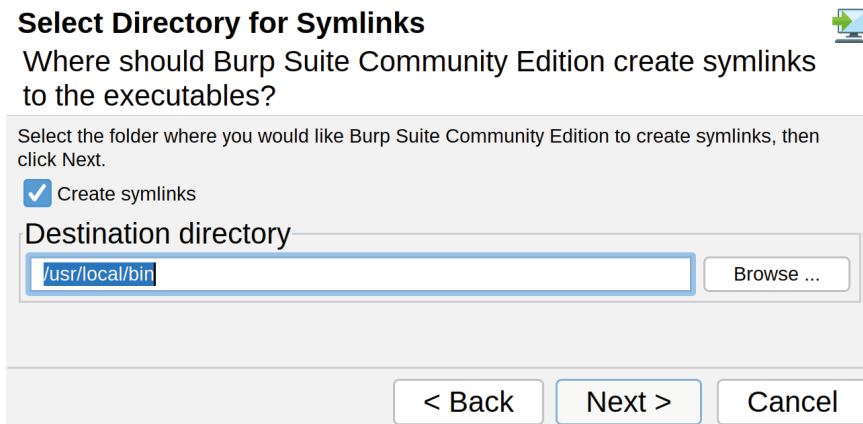 Select Directory for Symlinks
Where should Burp Suite Community Edition create symlinks
to the executables?
Select the folder where you would like Burp Suite Community Edition to create symlinks, then
click Next.
Create symlinks
Destination directory
/usr/local/bin
Browse ...
< Back
Next >
Cancel